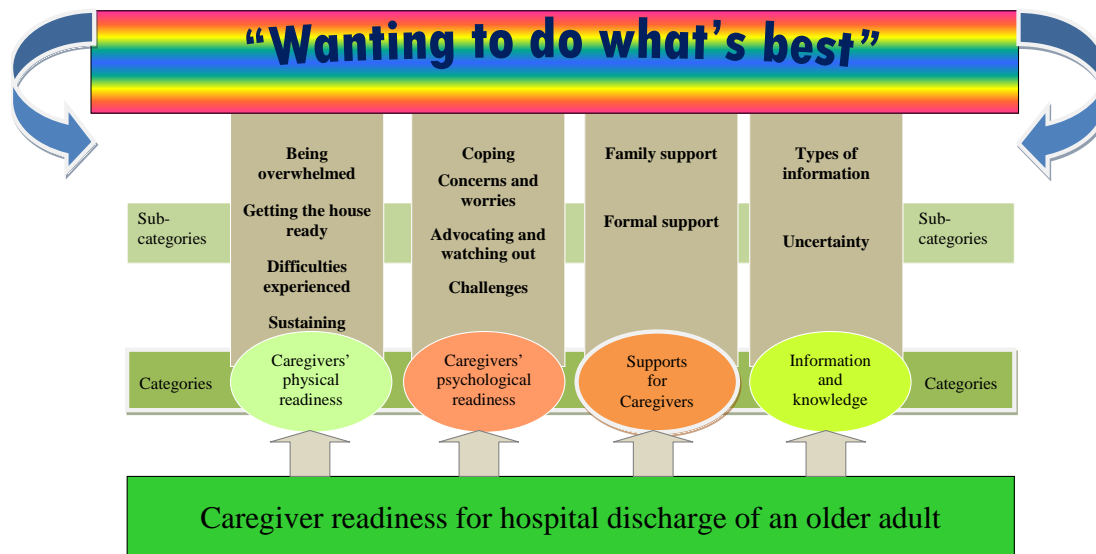 “Wanting to do what’s best”
Being
overwhelmed
Getting the house
ready
Difficulties
experienced
Sustaining
Coping
Concerns and
worries
Advocating and
watching out
Challenges
Family support
Formal support
Types of
information
Uncertainty
Sub-
categories
Sub-
categories
Categories
Caregivers’
physical
readiness
Caregivers’
psychological
readiness
Supports
for
Caregivers
Information
and
knowledge
Categories
Caregiver readiness for hospital discharge of an older adult